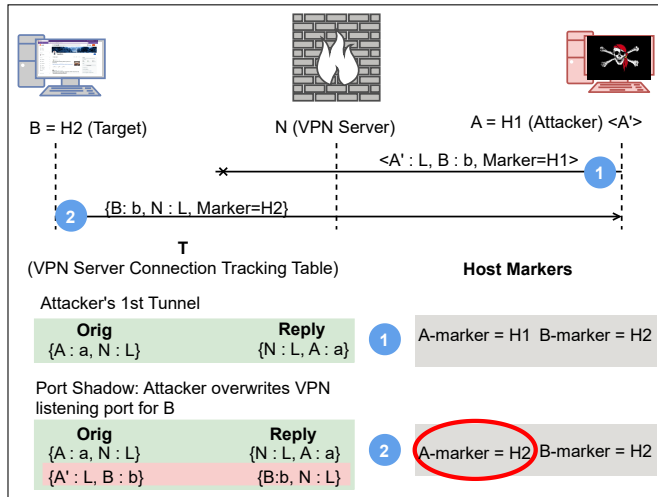 B = H2 (Target)
N (VPN Server)
A = H1 (Attacker) <A'>
<A' : L, B : b, Marker=H1>
1
2
{B: b, N : L, Marker=H2}
T
(VPN Server Connection Tracking Table)
Host Markers
Attacker's 1st Tunnel
Orig Reply
{A : a, N : L} {N : L, A : a}
1
A-marker = H1 B-marker = H2
Port Shadow: Attacker overwrites VPN
listening port for B
Orig Reply
{A : a, N : L} {N : L, A : a}
{A' : L, B : b} {B:b, N : L}
2
A-marker = H2 B-marker = H2